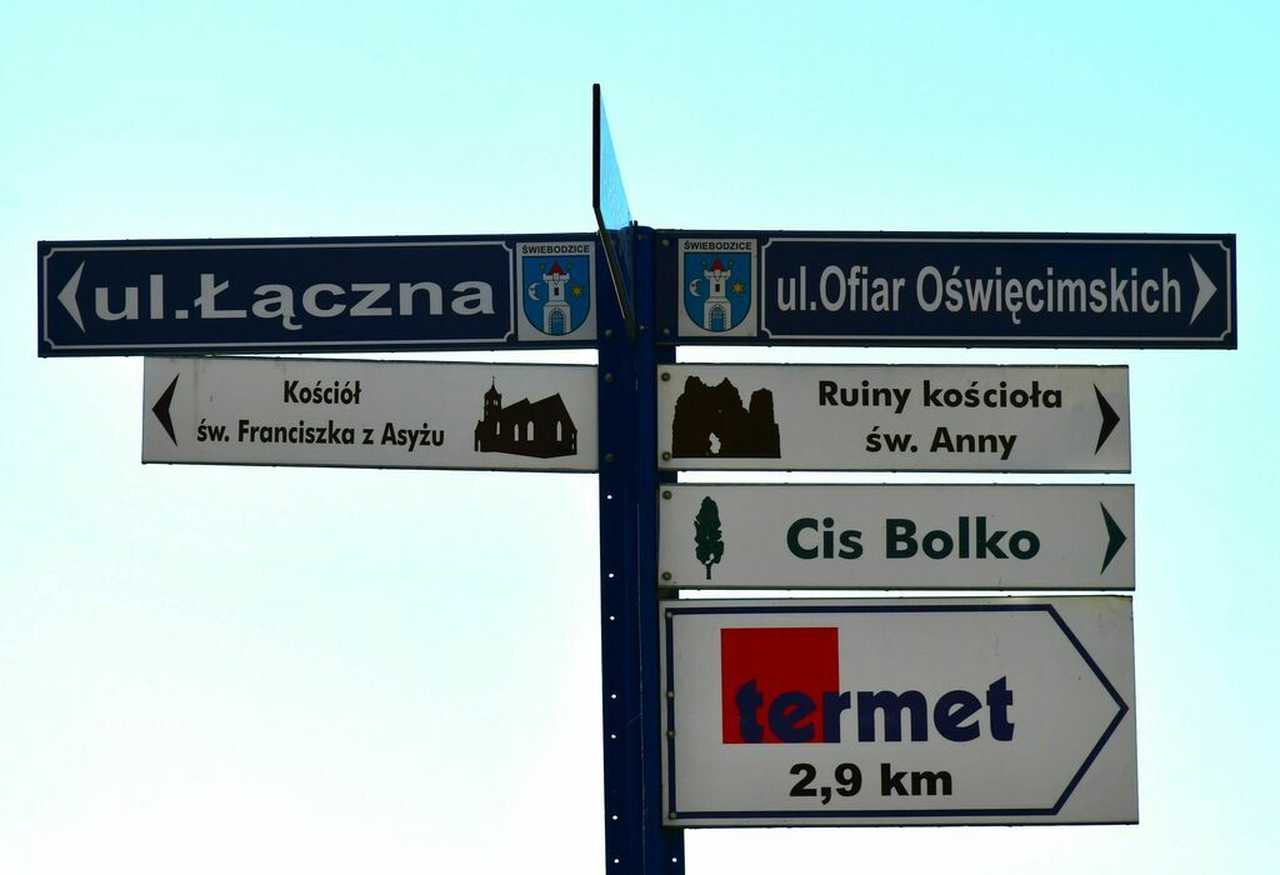 ŚWIEBODZICE
ul.Łączna
ŚWIEBODZICE
ul.Ofiar Oświęcimskich
Kościół
św. Franciszka z Asyżu
Ruiny kościoła
św. Anny
Cis Bolko
termet
2,9 km